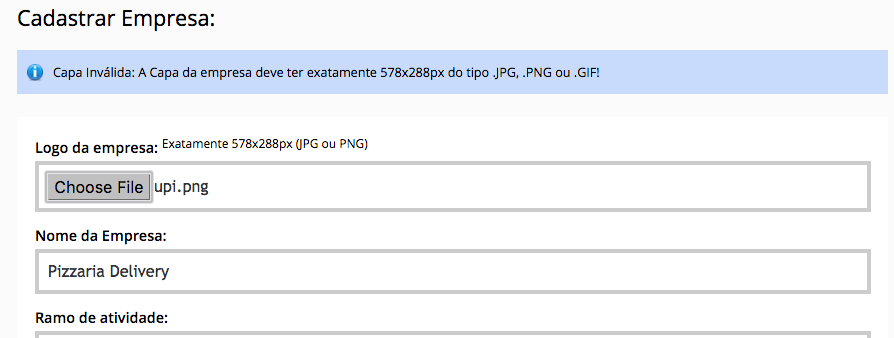 Cadastrar Empresa:
Capa Inválida: A Capa da empresa deve ter exatamente 578x288px do tipo .JPG, .PNG ou .GIF!
Logo da empresa: Exatamente 578x288px (JPG ou PNG)
Choose File upi.png
Nome da Empresa:
Pizzaria Delivery
Ramo de atividade: